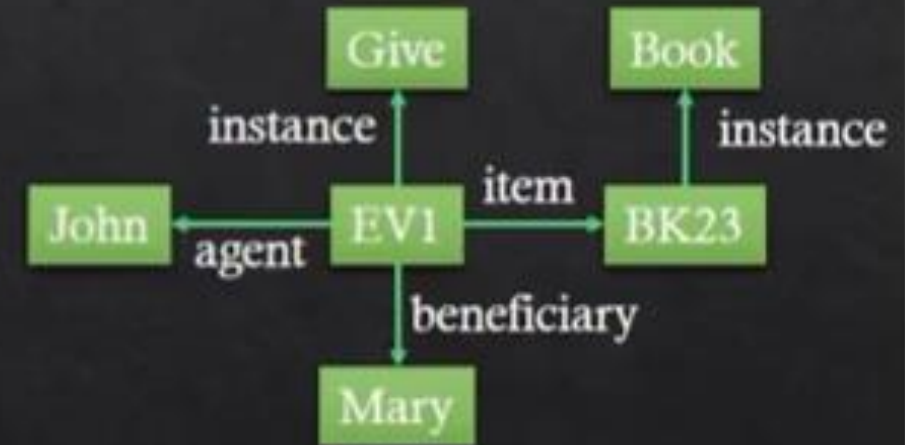 Give
Book
instance
instance
item
John
EV1
BK23
agent
beneficiary
Mary